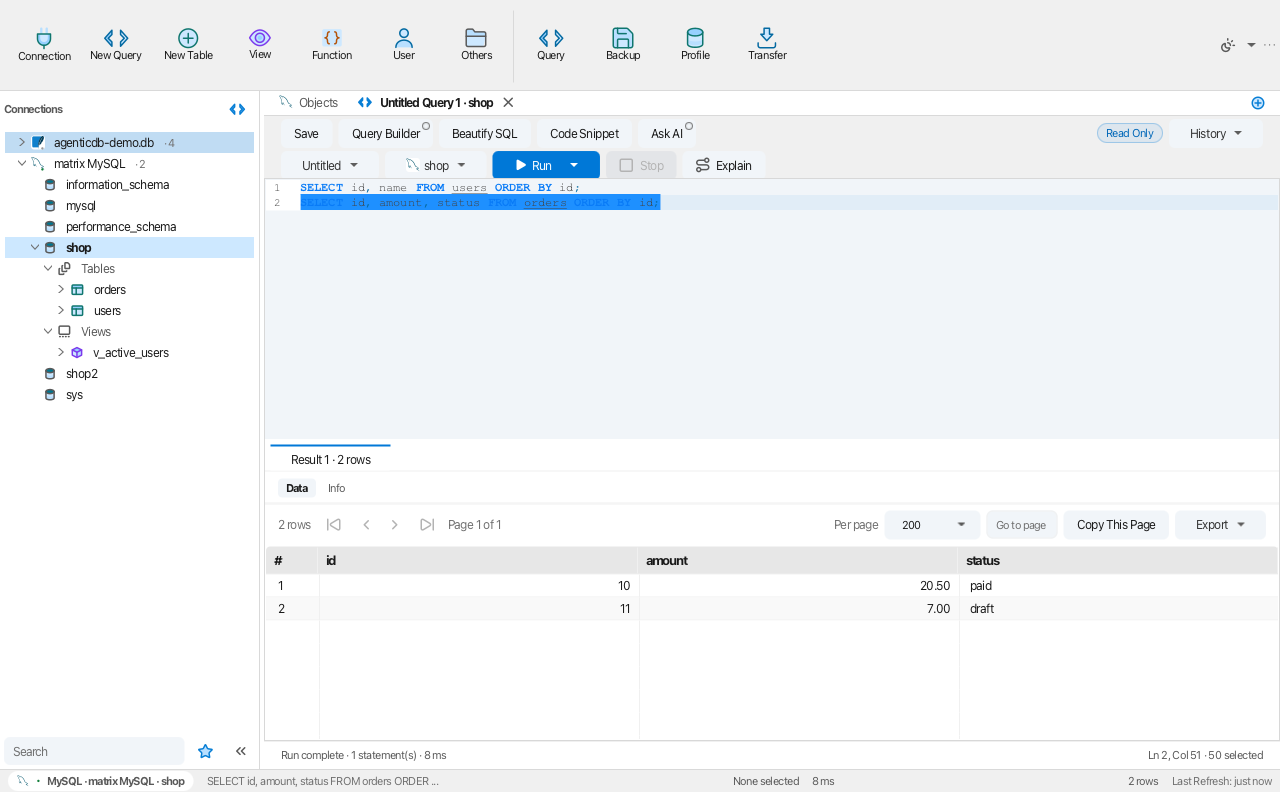 Connection
New Query
New Table
View
Function
User
Others
Query
Backup
Profile
Transfer
Connections
agenticdb-demo.db · 4
matrix MySQL · 2
information_schema
mysql
performance_schema
shop
Tables
orders
users
Views
v_active_users
shop2
sys
Search
Objects
Untitled Query 1 · shop
Save
Query Builder
Beautify SQL
Code Snippet
Ask AI
Read Only
History
Untitled
shop
Run
Stop
Explain
1 SELECT id, name FROM users ORDER BY id;
2 SELECT id, amount, status FROM orders ORDER BY id;
Result 1 · 2 rows
Data Info
2 rows
Page 1 of 1
Per page
200
Go to page
Copy This Page
Export
# id amount status
1 10 20.50 paid
2 11 7.00 draft
Run complete · 1 statement(s) · 8 ms
Ln 2, Col 51 · 50 selected
MySQL · matrix MySQL · shop
SELECT id, amount, status FROM orders ORDER ...
None selected
8 ms
2 rows
Last Refresh: just now